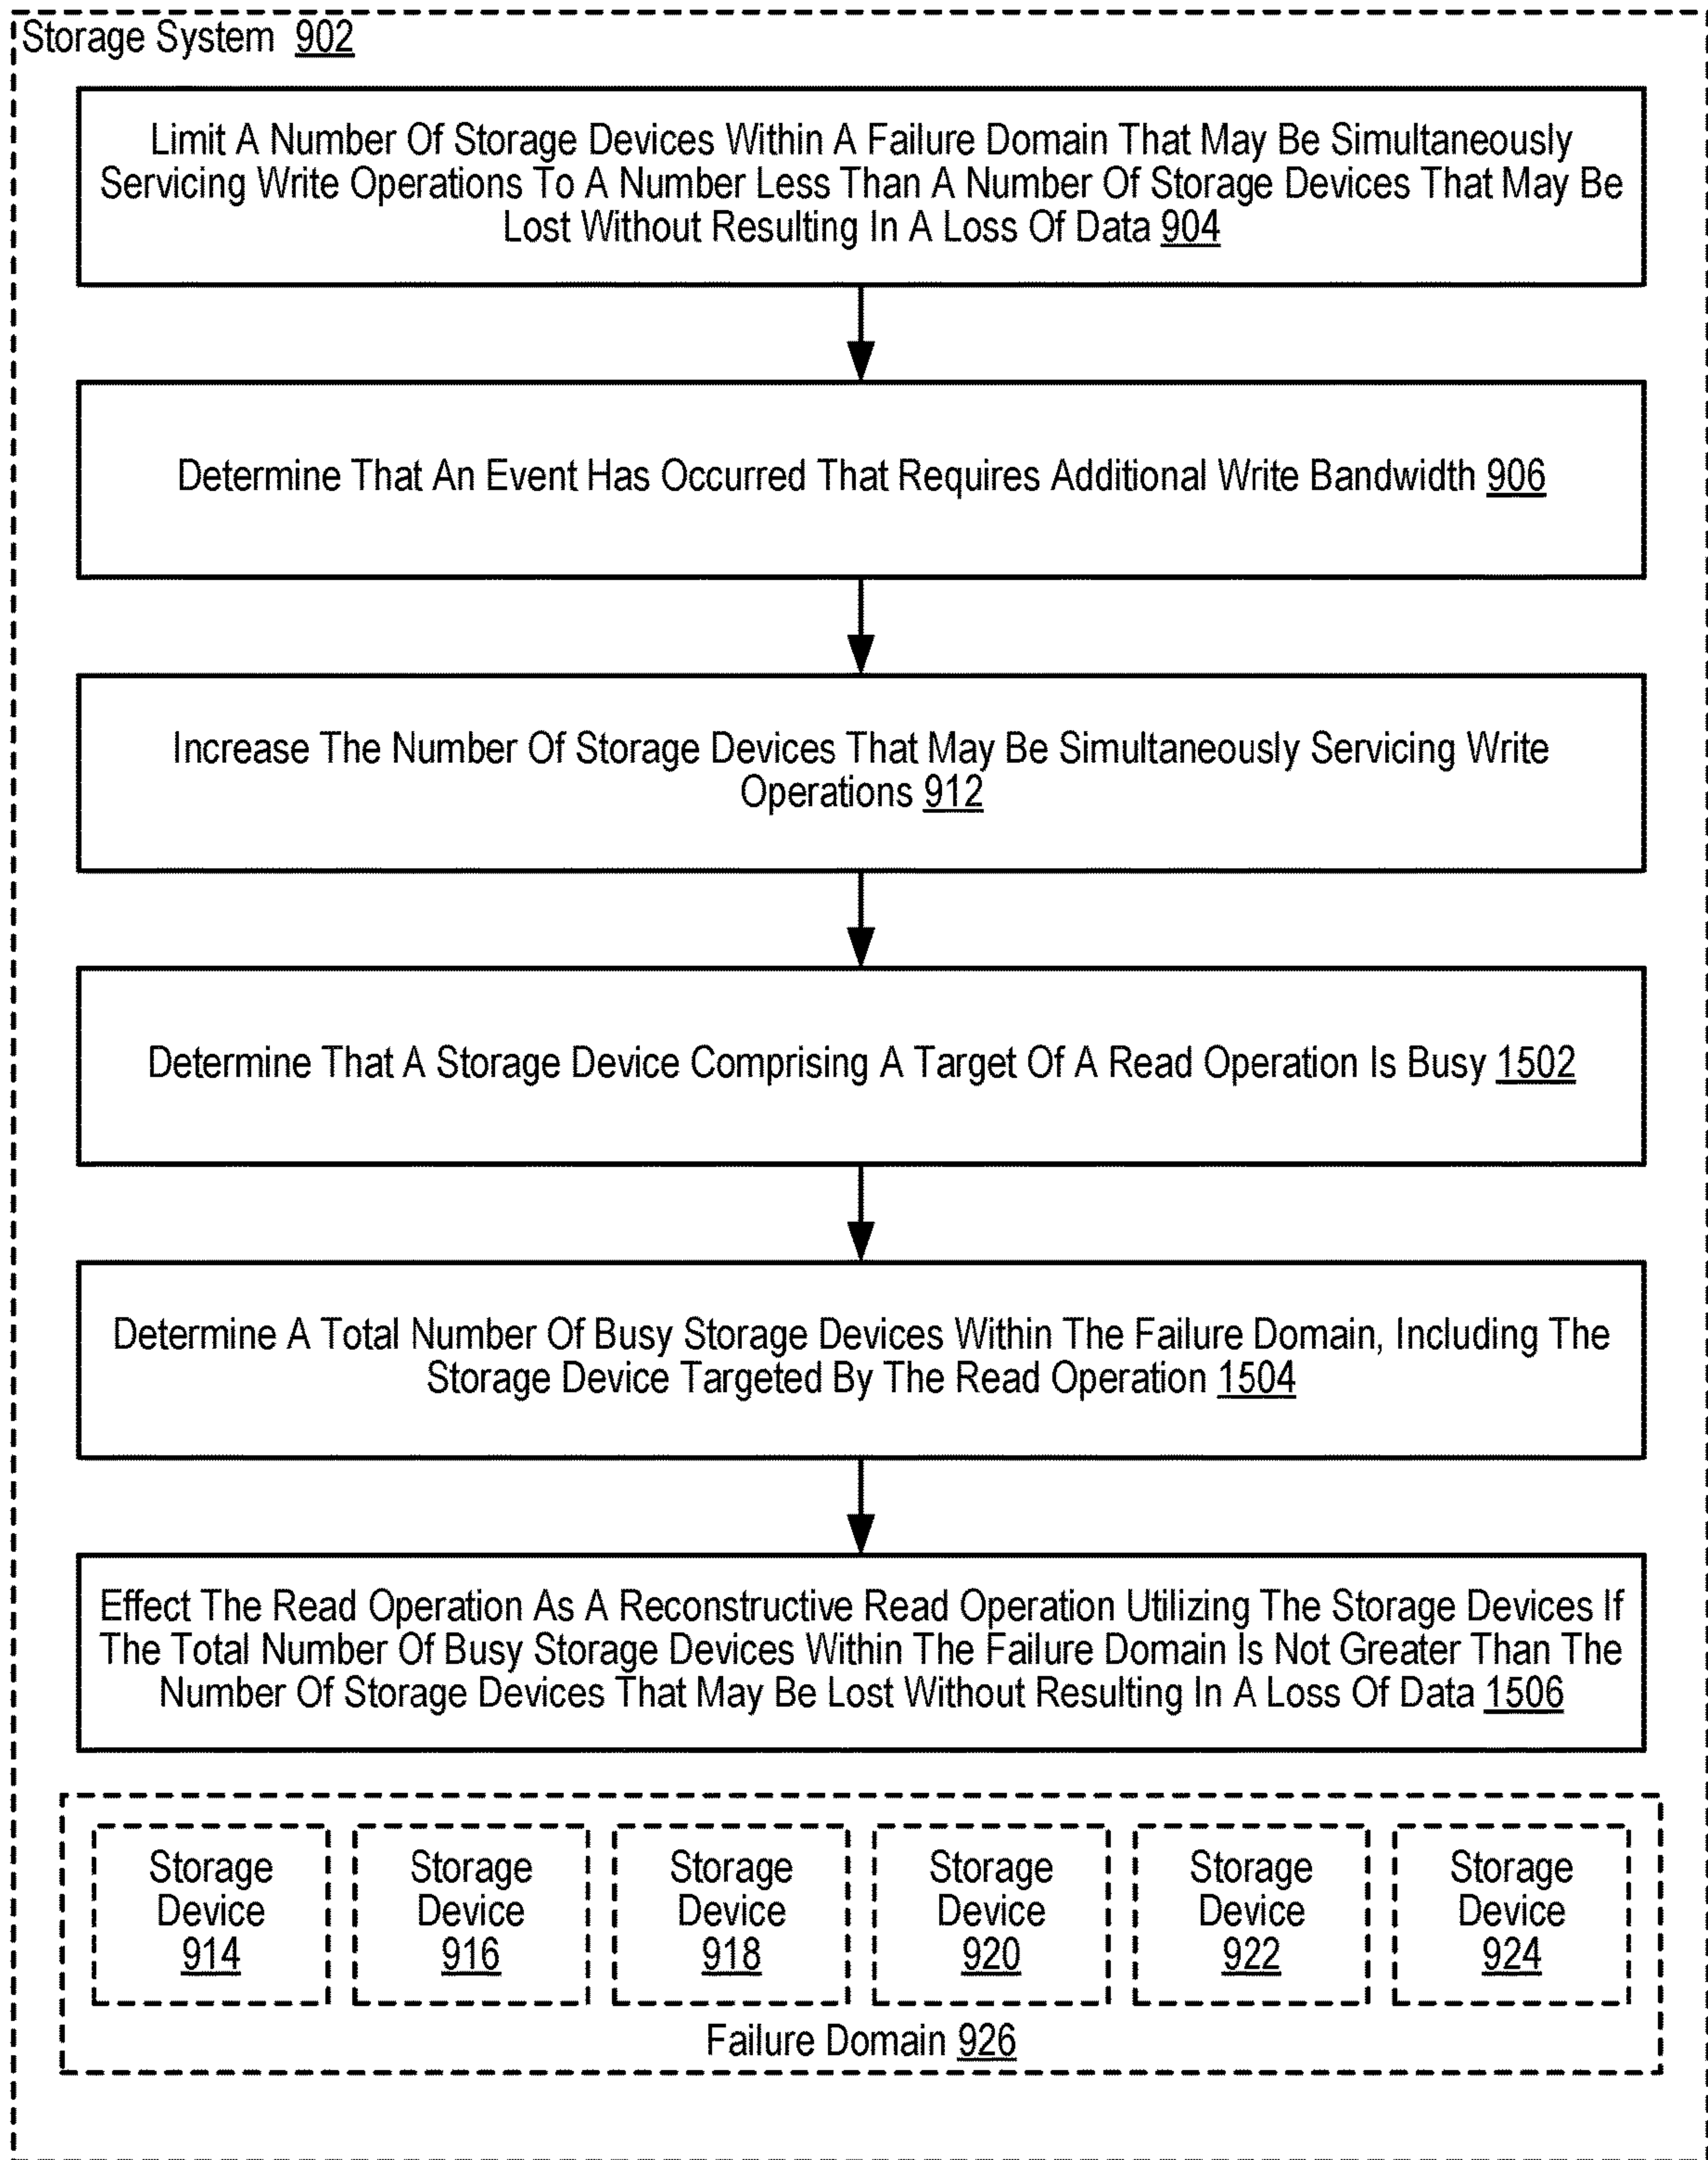 Storage System 902
Limit A Number Of Storage Devices Within A Failure Domain That May Be Simultaneously
Servicing Write Operations To A Number Less Than A Number Of Storage Devices That May Be
Lost Without Resulting In A Loss Of Data 904
Determine That An Event Has Occurred That Requires Additional Write Bandwidth 906
Increase The Number Of Storage Devices That May Be Simultaneously Servicing Write
Operations 912
Determine That A Storage Device Comprising A Target Of A Read Operation Is Busy 1502
Determine A Total Number Of Busy Storage Devices Within The Failure Domain, Including The
Storage Device Targeted By The Read Operation 1504
Effect The Read Operation As A Reconstructive Read Operation Utilizing The Storage Devices If
The Total Number Of Busy Storage Devices Within The Failure Domain Is Not Greater Than The
Number Of Storage Devices That May Be Lost Without Resulting In A Loss Of Data 1506
Storage
Device
914
Storage
Device
916
Storage
Device
918
Storage
Device
920
Storage
Device
922
Storage
Device
924
Failure Domain 926